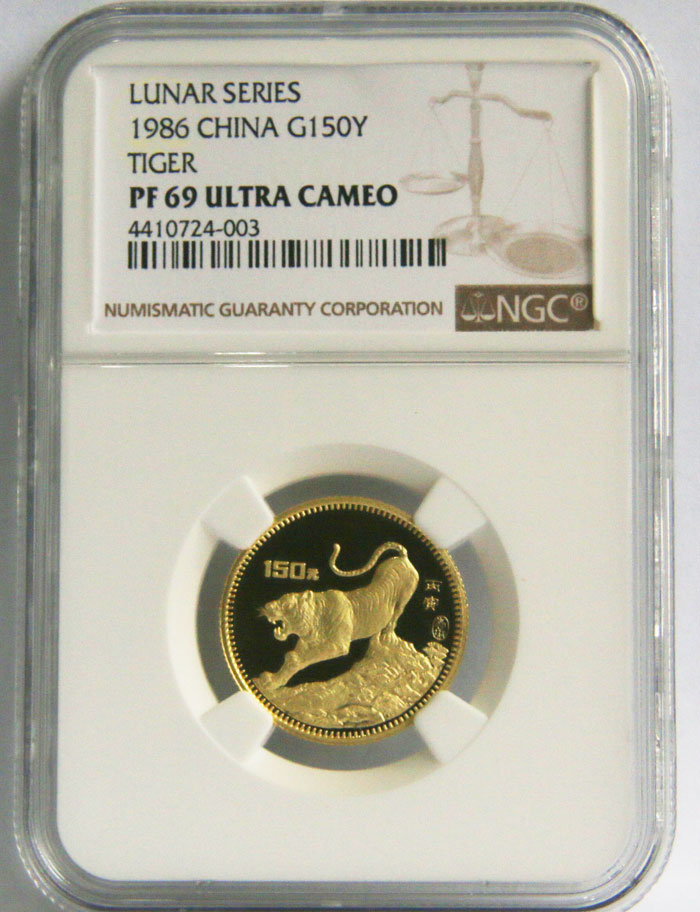 LUNAR SERIES
1986 CHINA G150Y
TIGER
PF 69 ULTRA CAMEO
4410724-003
NUMISMATIC GUARANTY CORPORATION
NGC®
150元
丙寅